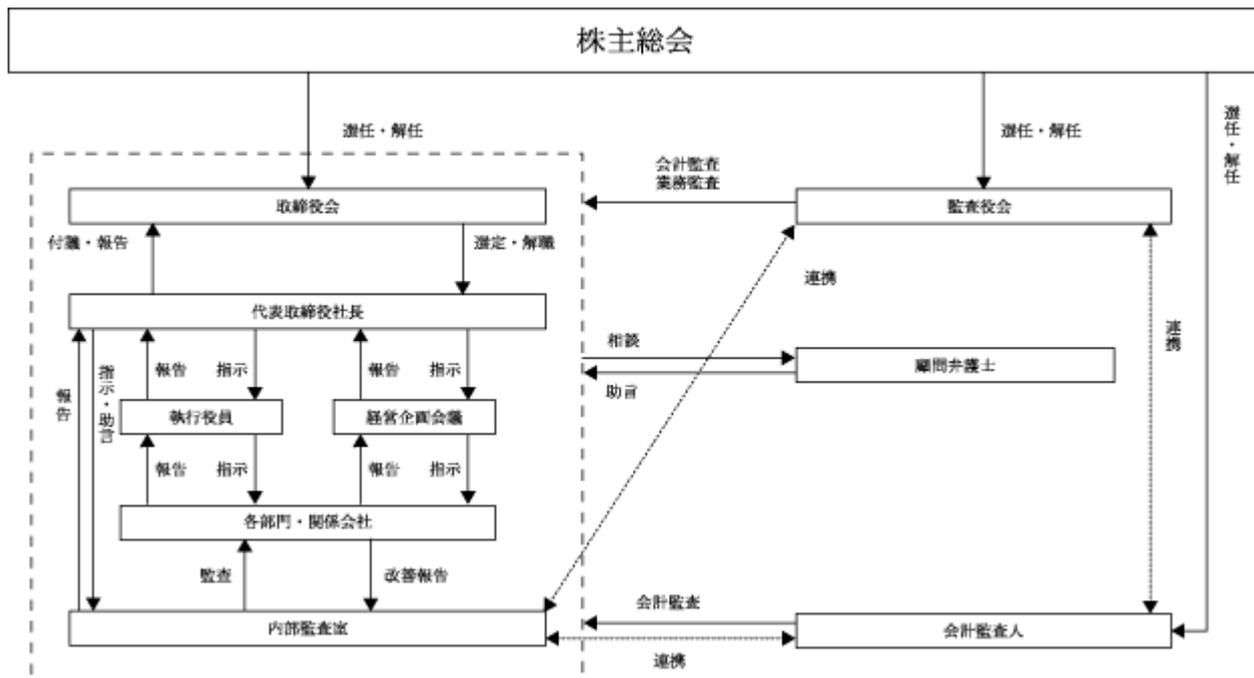 株主総会
選任・解任
選任・解任
選任・解任
会計監査
業務監査
取締役会
監査役会
付議・報告
選定・解職
連携
代表取締役社長
相談
顧問弁護士
助言
連携
報告
指示・助言
報告
指示
報告
指示
執行役員
経営企画会議
報告
指示
報告
指示
各部門・関係会社
監査
改善報告
会計監査
内部監査室
会計監査人
連携